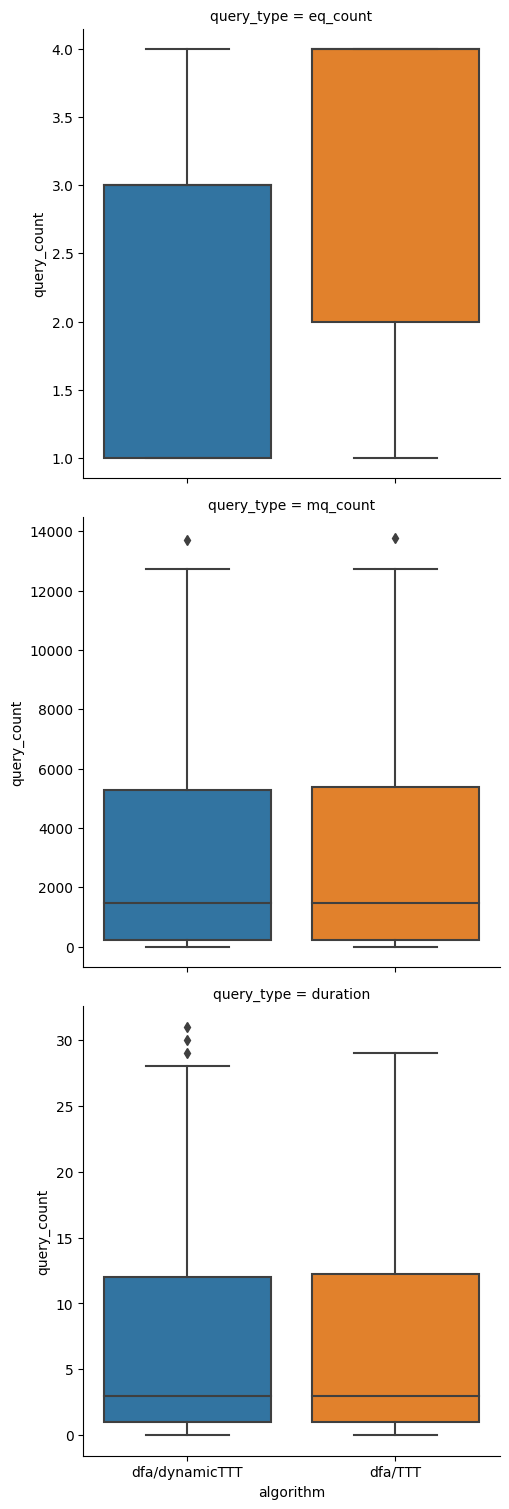 query_type = eq_count
4.0
3.5
3.0
2.5
2.0
1.5
1.0
query_count
query_type = mq_count
14000
12000
10000
8000
6000
4000
2000
0
query_count
query_type = duration
30
25
20
15
10
5
0
query_count
dfa/dynamicTTT dfa/TTT
algorithm